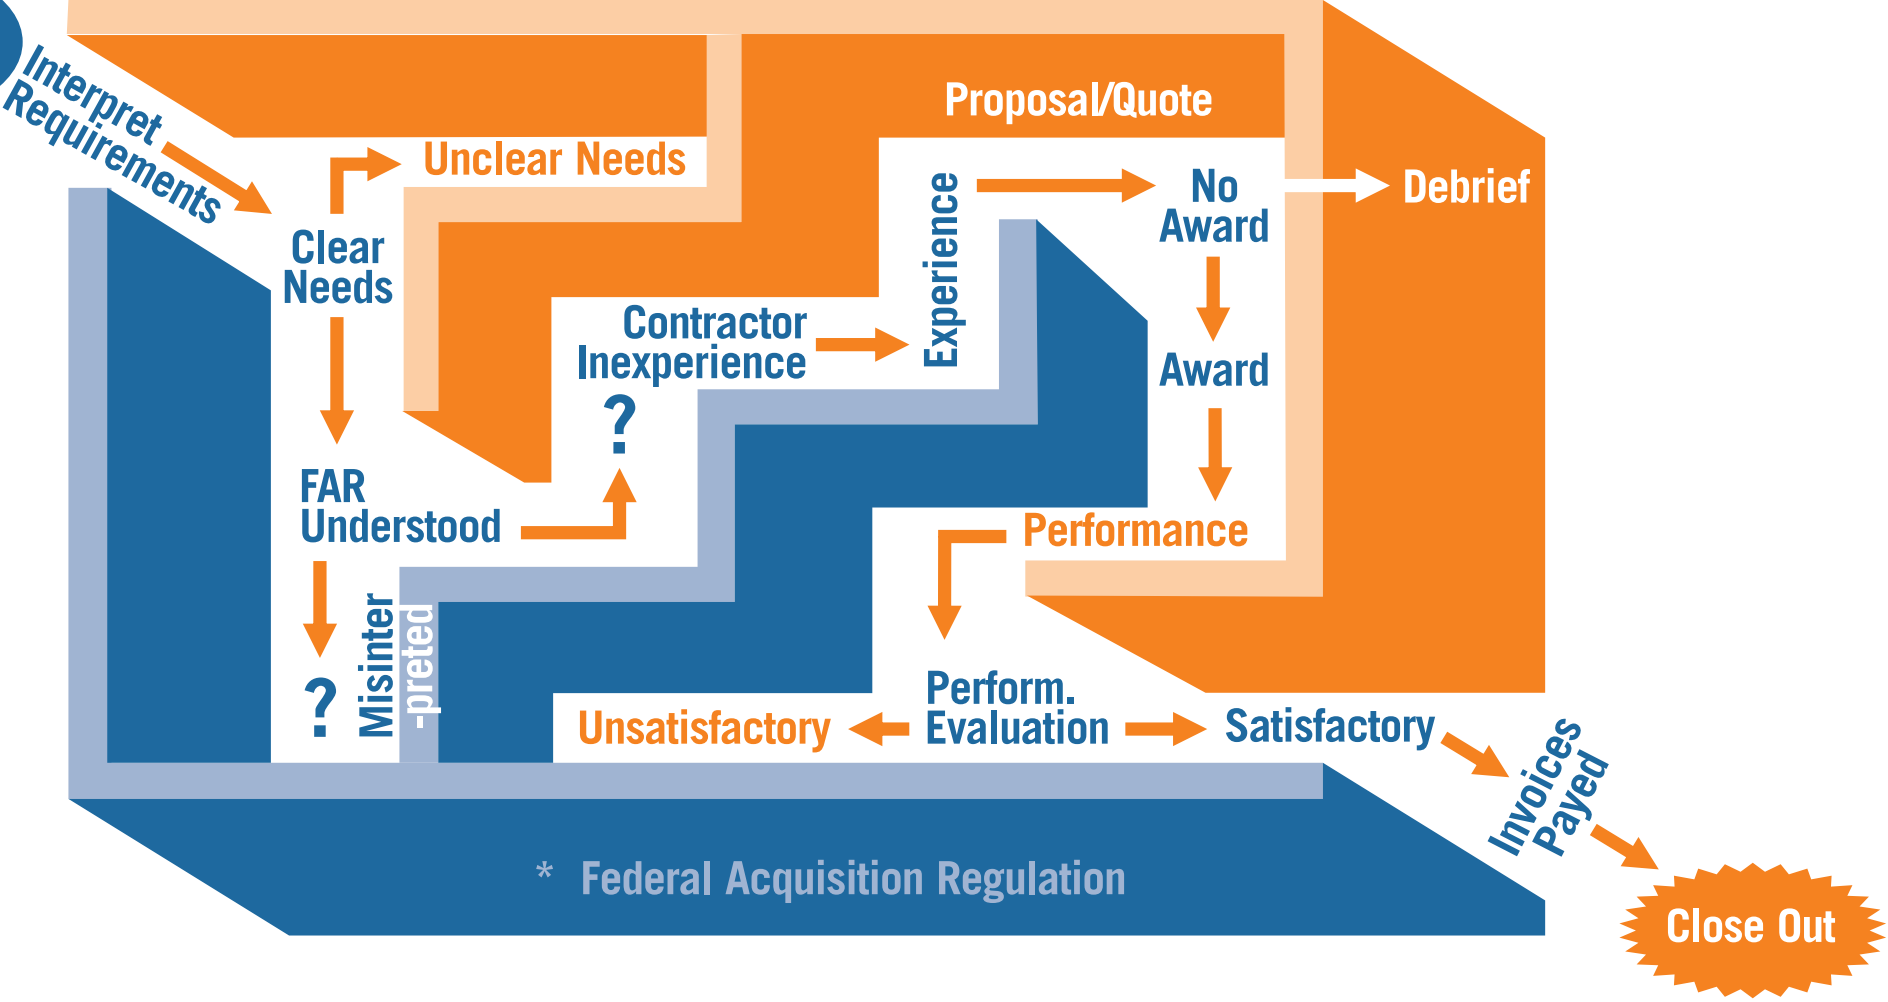 Interpret
Requirements
Unclear Needs
Clear
Needs
Proposal/Quote
Experience
No
Award
Debrief
Contractor
Inexperience
?
Award
FAR
Understood
Performance
?
Misinter
-preted
Unsatisfactory
Perform.
Evaluation
Satisfactory
Invoices
Payed
* Federal Acquisition Regulation
Close Out